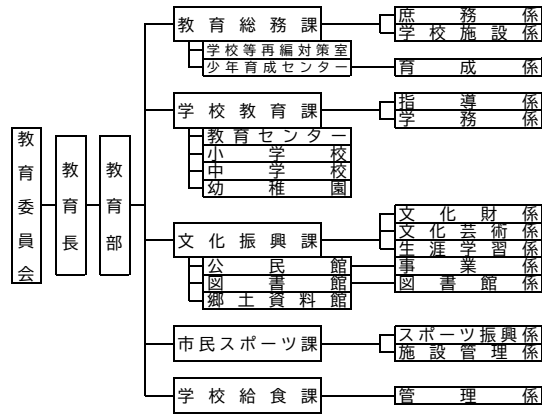 教育委員会
教育長
教育部
教育総務課
庶務係
学校施設係
学校等再編対策室
少年育成センター
育成係
学校教育課
指導係
学務係
教育センター
小学校
中学校
幼稚園
文化振興課
文化財係
文化芸術係
生涯学習係
公民館
事業係
図書館
図書館係
郷土資料館
市民スポーツ課
スポーツ振興係
施設管理係
学校給食課
管理係